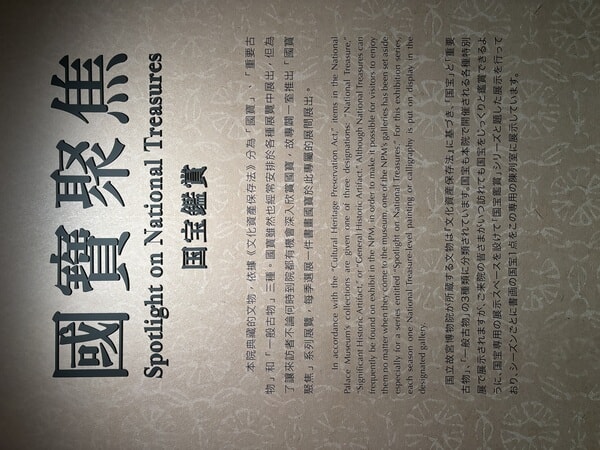 國寶聚焦
Spotlight on National Treasures
国宝鑑賞
本院典藏的文物，依據《文化資產保存法》分為「國寶」、「重要古
物」和「一般古物」三種。國寶雖然也經常安排於各種展覽中展出，但為
了讓來訪者不論何時到院都有機會深入欣賞國寶，故專闢一室推出「國寶
聚焦」系列展覽，每季選展一件書畫國寶於此專屬的展間展出。
In accordance with the "Cultural Heritage Preservation Act," items in the National
Palace Museum's collections are given one of three designations: "National Treasure,"
"Significant Historic Artifact," or "General Historic Artifact." Although National Treasures can
frequently be found on exhibit in the NPM, in order to make it possible for visitors to enjoy
them no matter when they come to the museum, one of the NPM's galleries has been set aside
especially for a series entitled "Spotlight on National Treasures." For this exhibition series,
each season one National Treasure-level painting or calligraphy is put on display in the
designated gallery.
国立故宮博物院が所蔵する文物は「文化資産保存法」に基づき、「国宝」と「重要
古物」、「一般古物」の3種類に分類されています。国宝も本院で開催される各種特別
展で展示されますが、ご来院の皆さまがいつ訪れても国宝をじっくりと鑑賞できるよ
うに、国宝専用の展示スペースを設けて「国宝鑑賞」シリーズと題した展示を行って
おり、シーズンごとに書画の国宝1点をこの専用の陳列室に展示しています。